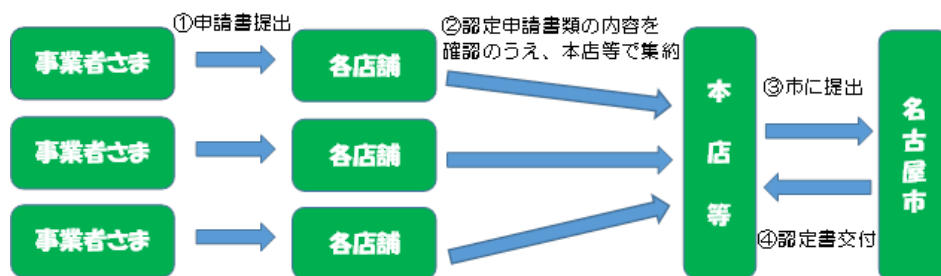 ①申請書提出
②認定申請書類の内容を
確認のうえ、本店等で集約
事業者さま
各店舗
事業者さま
各店舗
事業者さま
各店舗
本店等
③市に提出
④認定書交付
名古屋市